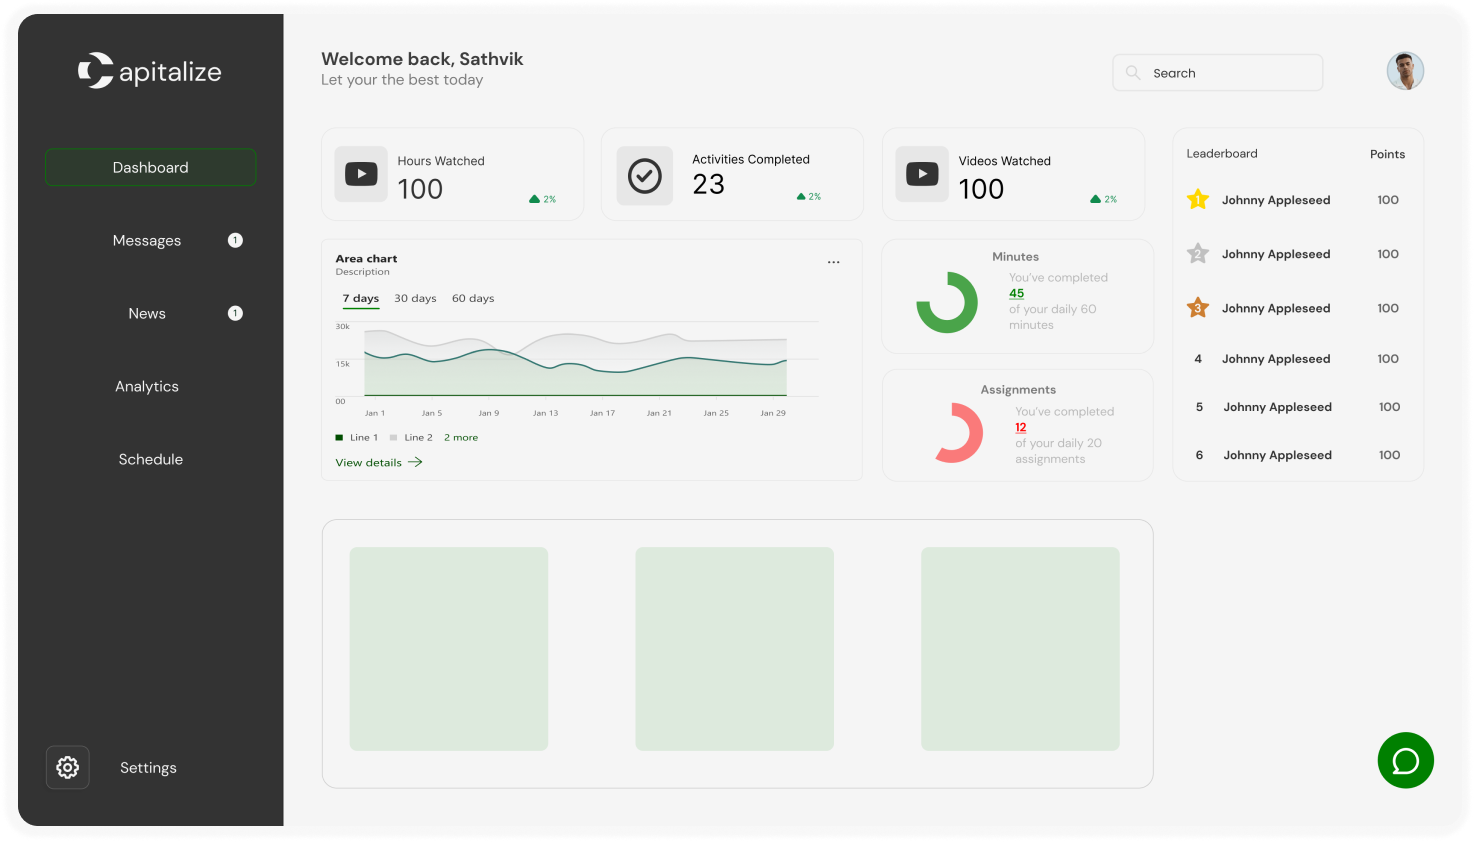 apitalize
Dashboard
Messages 1
News 1
Analytics
Schedule
Settings
Welcome back, Sathvik
Let your the best today
Search
Hours Watched
100
2%
Activities Completed
23
2%
Videos Watched
100
2%
Area chart
Description
...
7 days 30 days 60 days
30k
15k
00
Jan 1 Jan 5 Jan 9 Jan 13 Jan 17 Jan 21 Jan 25 Jan 29
Line 1 Line 2 2 more
View details
Minutes
You've completed
45
of your daily 60
minutes
Assignments
You've completed
12
of your daily 20
assignments
Leaderboard Points
1 Johnny Appleseed 100
2 Johnny Appleseed 100
3 Johnny Appleseed 100
4 Johnny Appleseed 100
5 Johnny Appleseed 100
6 Johnny Appleseed 100